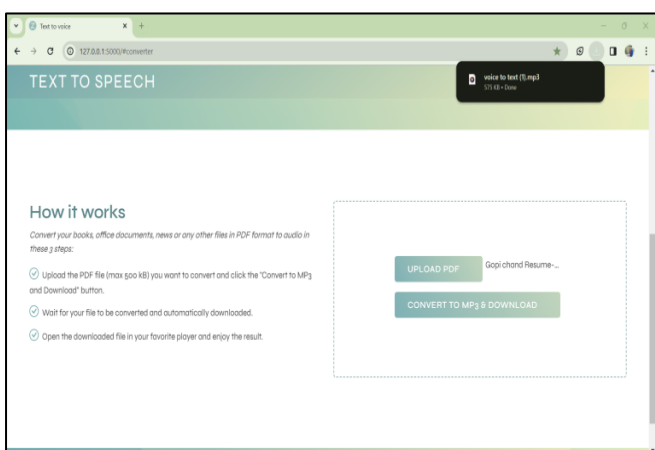 Text to voice
127.0.0.1:5000/#converter
voice to text (1).mp3
575 KB • Done
TEXT TO SPEECH
How it works
Convert your books, office documents, news or any other files in PDF format to audio in
these 3 steps:
Upload the PDF file (max 500 kB) you want to convert and click the "Convert to MP3
and Download" button.
Wait for your file to be converted and automatically downloaded.
Open the downloaded file in your favorite player and enjoy the result.
UPLOAD PDF
Gopi chand Resume-...
CONVERT TO MP3 & DOWNLOAD